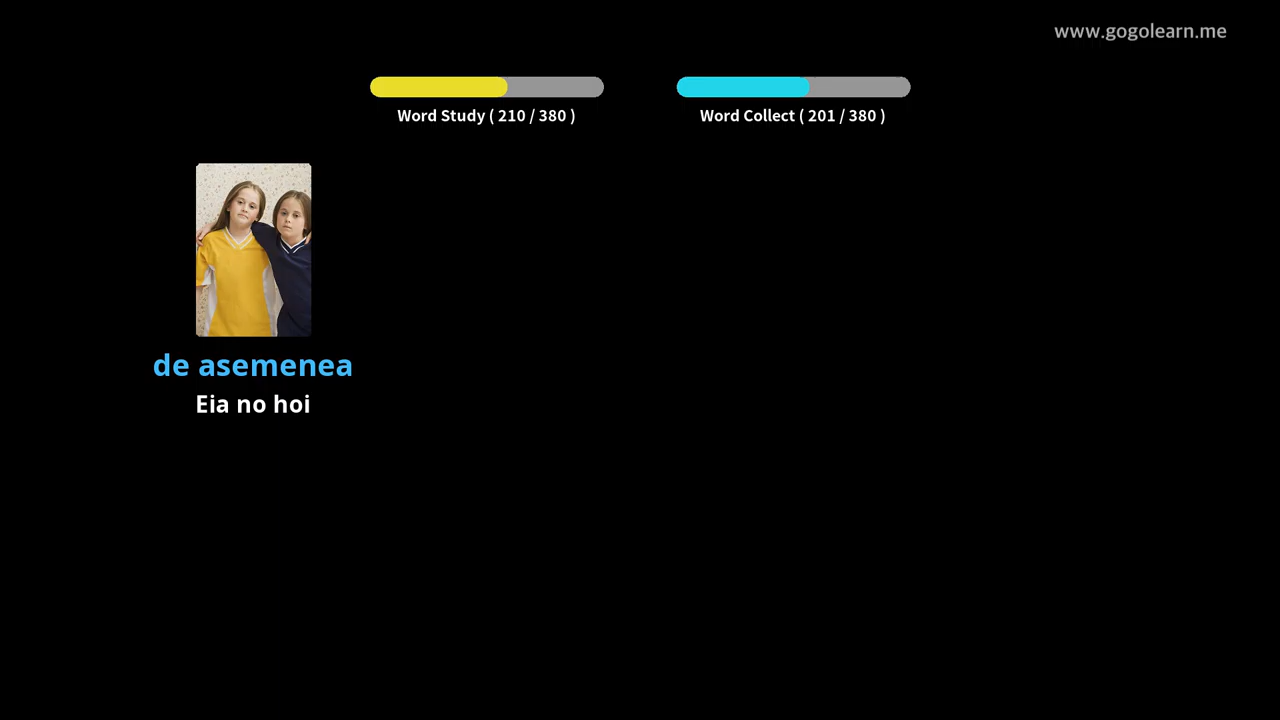 www.gogolearn.me
Word Study ( 210 / 380 )
Word Collect ( 201 / 380 )
de asemenea
Eia no hoi